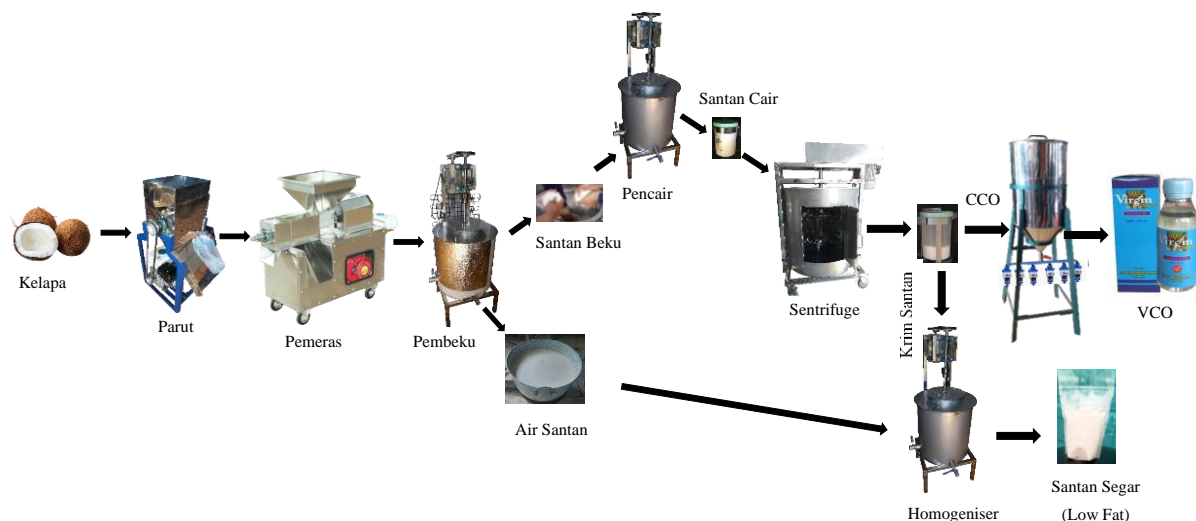 Kelapa
Parut
Pemeras
Pembeku
Santan Beku
Air Santan
Pencair
Santan Cair
Sentrifuge
CCO
Krim Santan
Virgin
Virgin
VCO
Homogeniser
Santan Segar
(Low Fat)